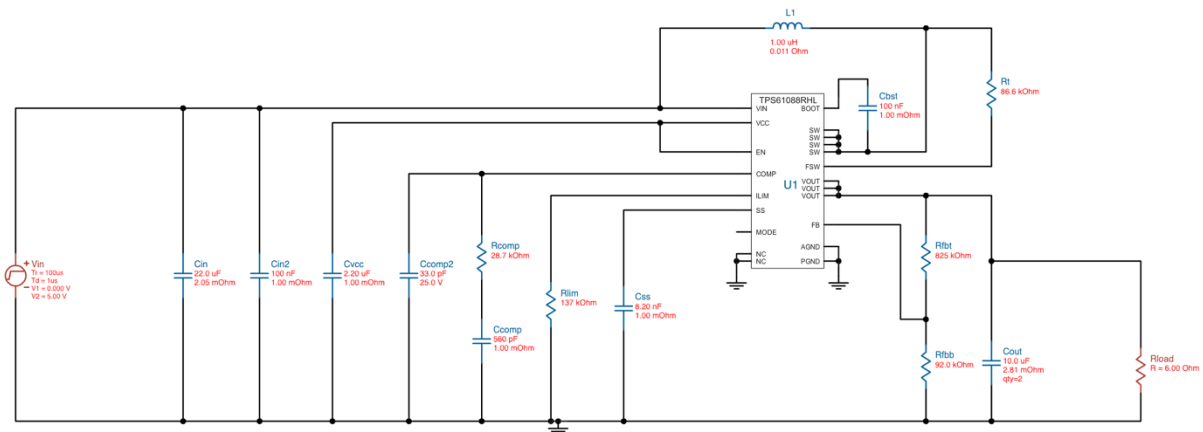 L1
1.00 uH
0.011 Ohm
Rt
86.6 kOhm
TPS61088RHL
VIN
BOOT
Cbst
100 nF
1.00 mOhm
VCC
SW
SW
SW
SW
EN
FSW
COMP
VOUT
VOUT
VOUT
U1
ILIM
SS
FB
MODE
AGND
NC
NC
PGND
Vin
Tr = 100us
Td = 1us
V1 = 0.000 V
V2 = 5.00 V
Cin
22.0 uF
2.05 mOhm
Cin2
100 nF
1.00 mOhm
Cvcc
2.20 uF
1.00 mOhm
Ccomp2
33.0 pF
25.0 V
Rcomp
28.7 kOhm
Ccomp
560 pF
1.00 mOhm
Rlim
137 kOhm
Css
8.20 nF
1.00 mOhm
Rfbt
825 kOhm
Rfbb
92.0 kOhm
Cout
10.0 uF
2.81 mOhm
qty=2
Rload
R = 6.00 Ohm